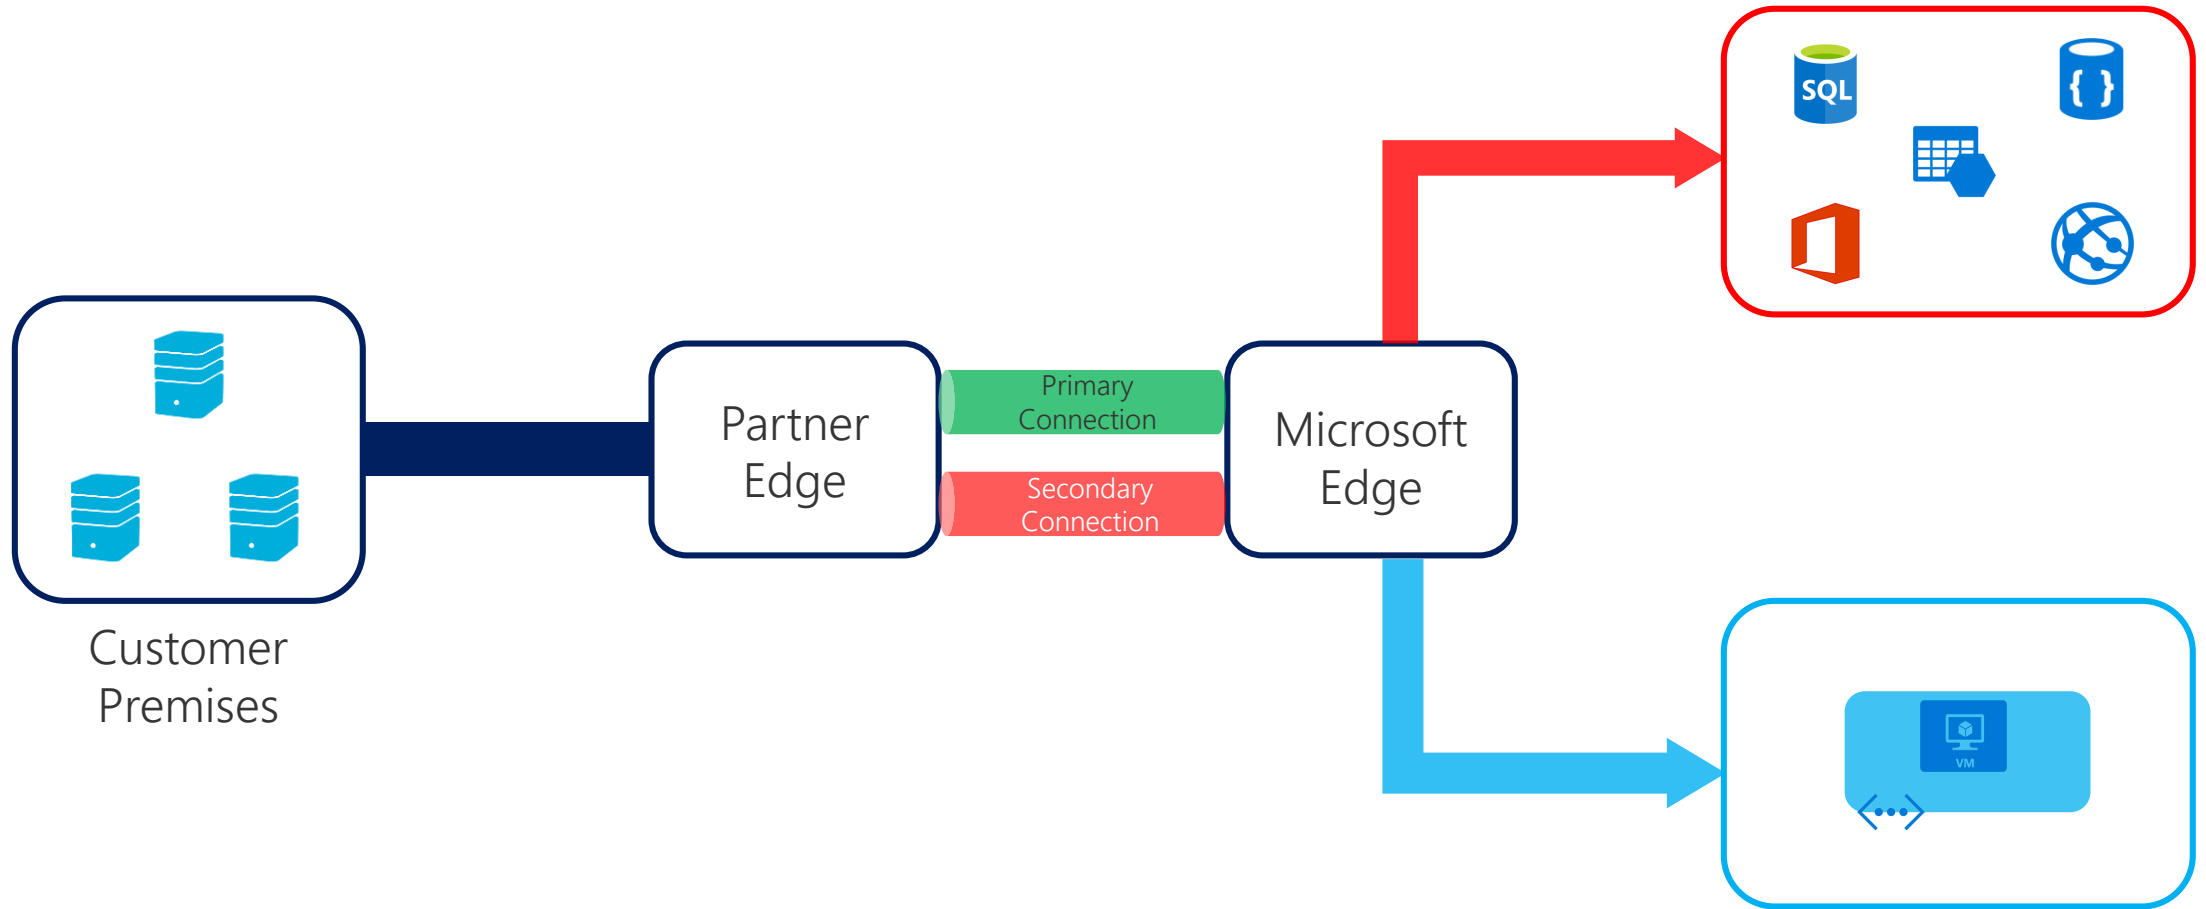 SQL
{ }
Partner
Edge
Primary
Connection
Secondary
Connection
Microsoft
Edge
Customer
Premises
VM